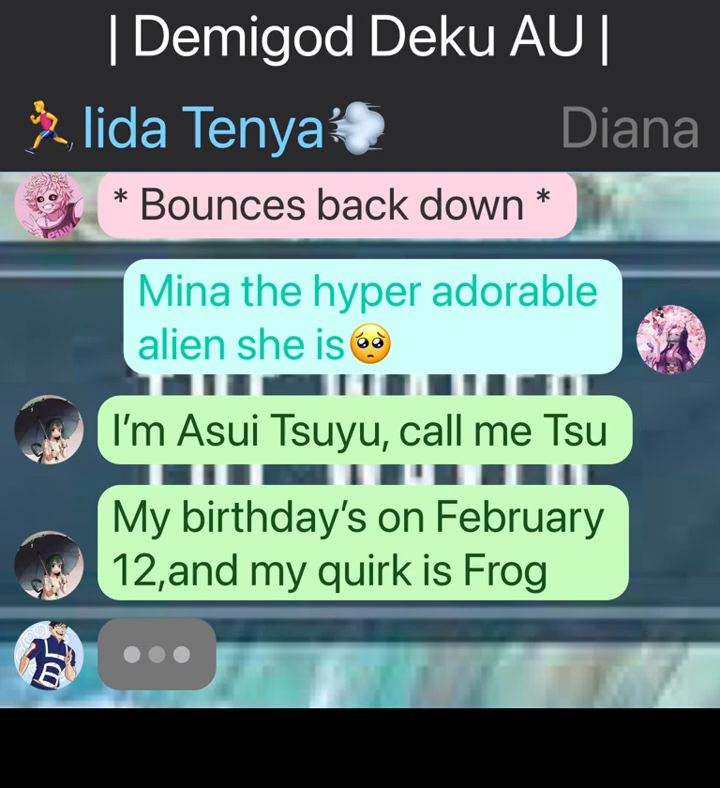 | Demigod Deku AU |
🏃Iida Tenya💨 Diana
* Bounces back down *
Mina the hyper adorable
alien she is🥺
I'm Asui Tsuyu, call me Tsu
My birthday's on February
12,and my quirk is Frog